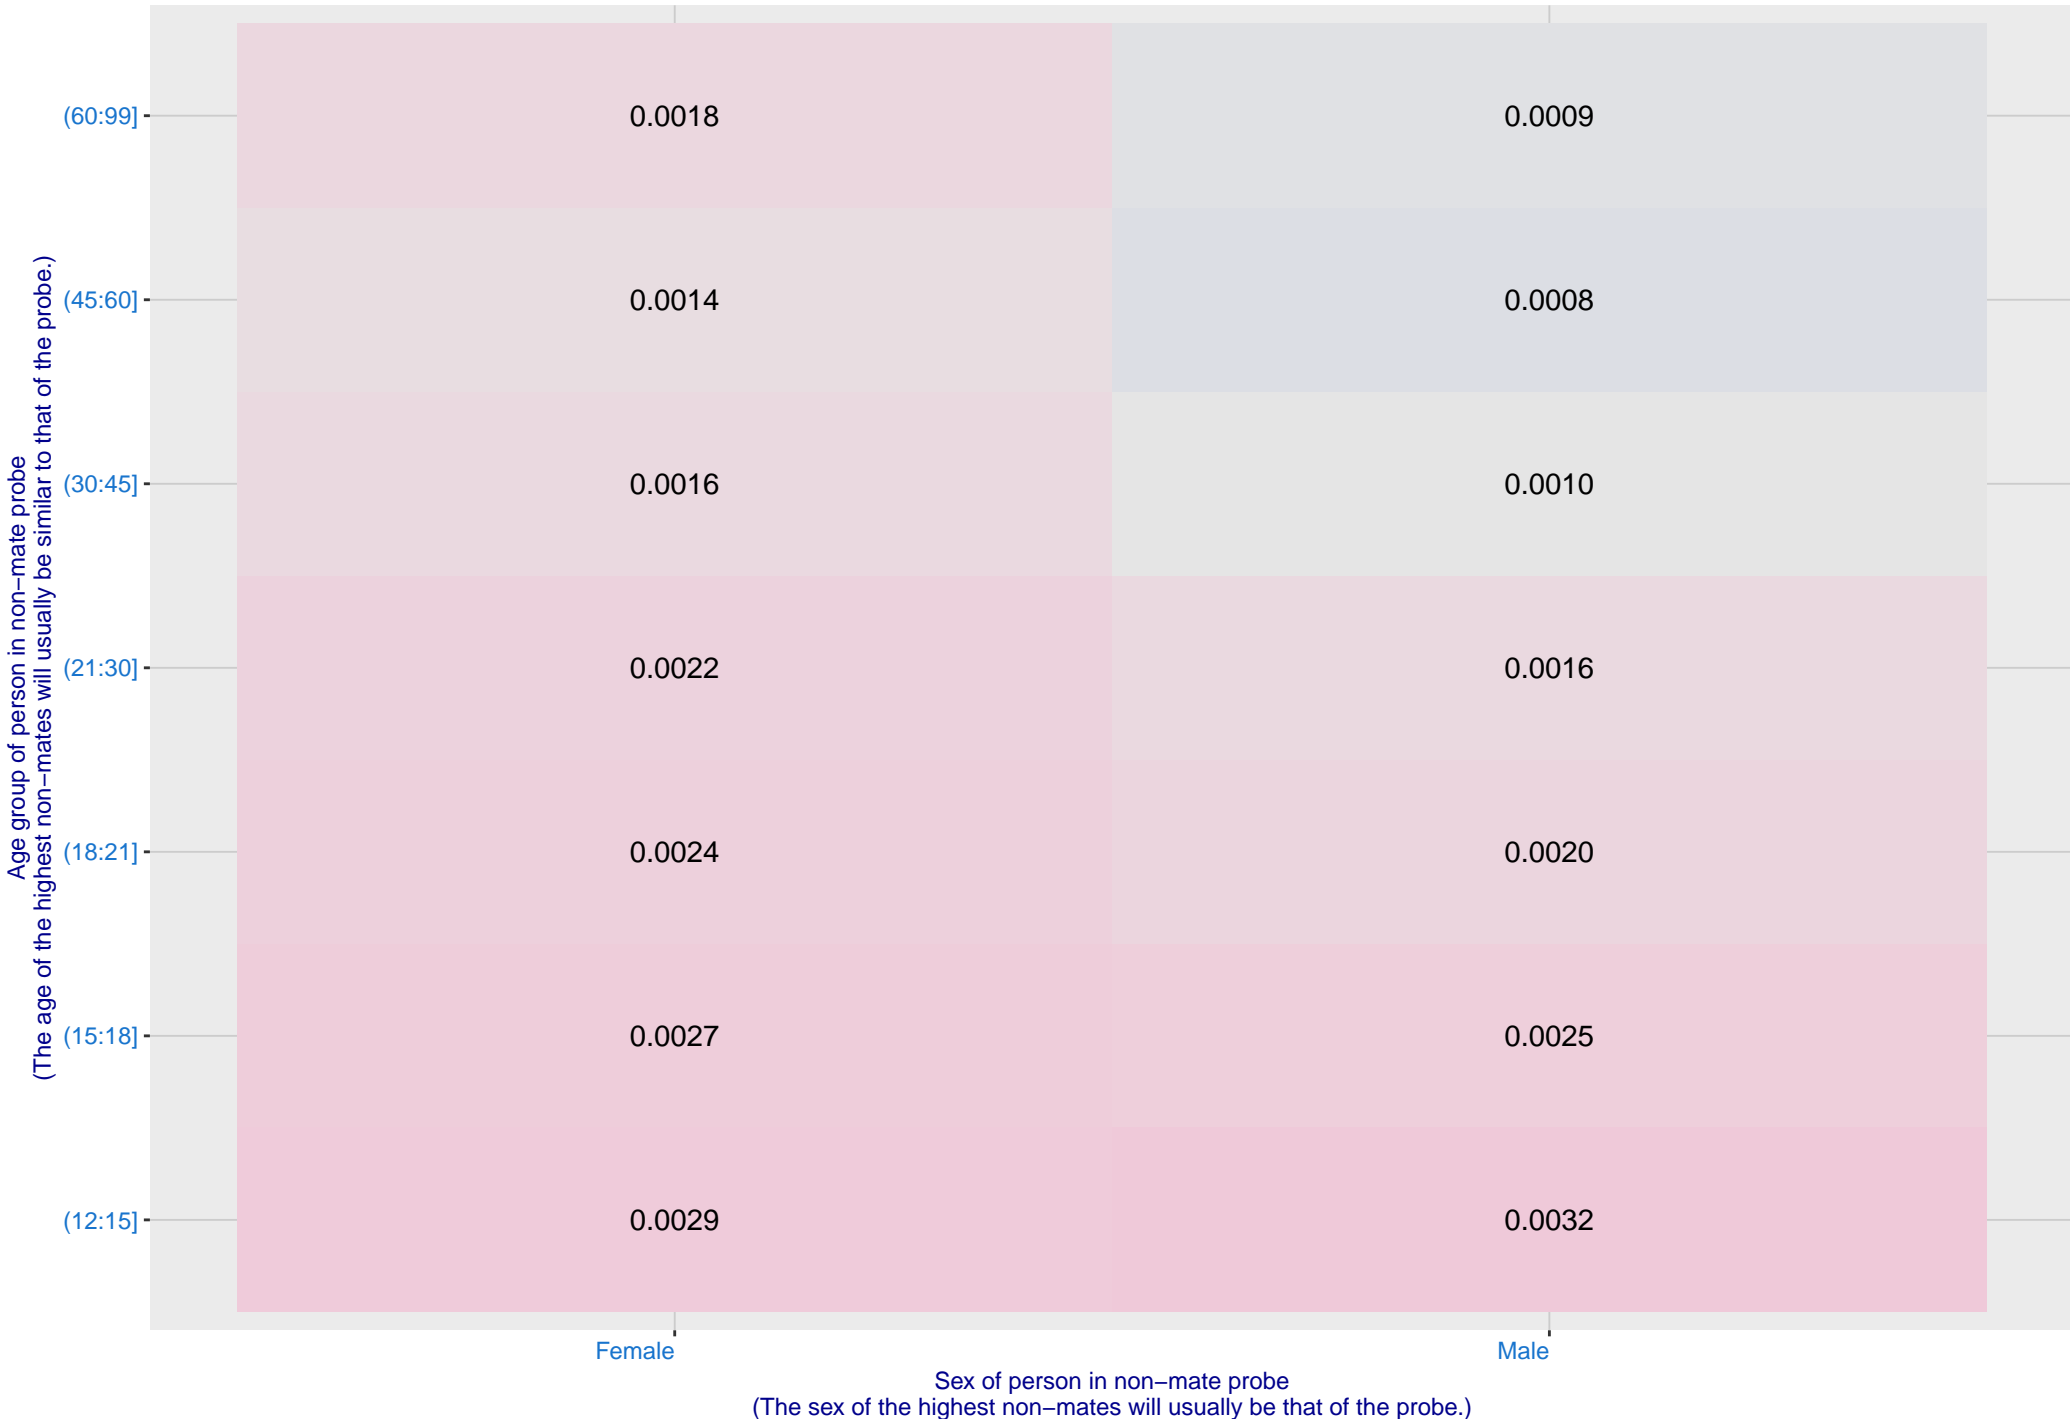 Age group of person in non−mate probe
(The age of the highest non−mates will usually be similar to that of the probe.)
(60:99] 0.0018 0.0009
(45:60] 0.0014 0.0008
(30:45] 0.0016 0.0010
(21:30] 0.0022 0.0016
(18:21] 0.0024 0.0020
(15:18] 0.0027 0.0025
(12:15] 0.0029 0.0032
Female Male
Sex of person in non−mate probe
(The sex of the highest non−mates will usually be that of the probe.)